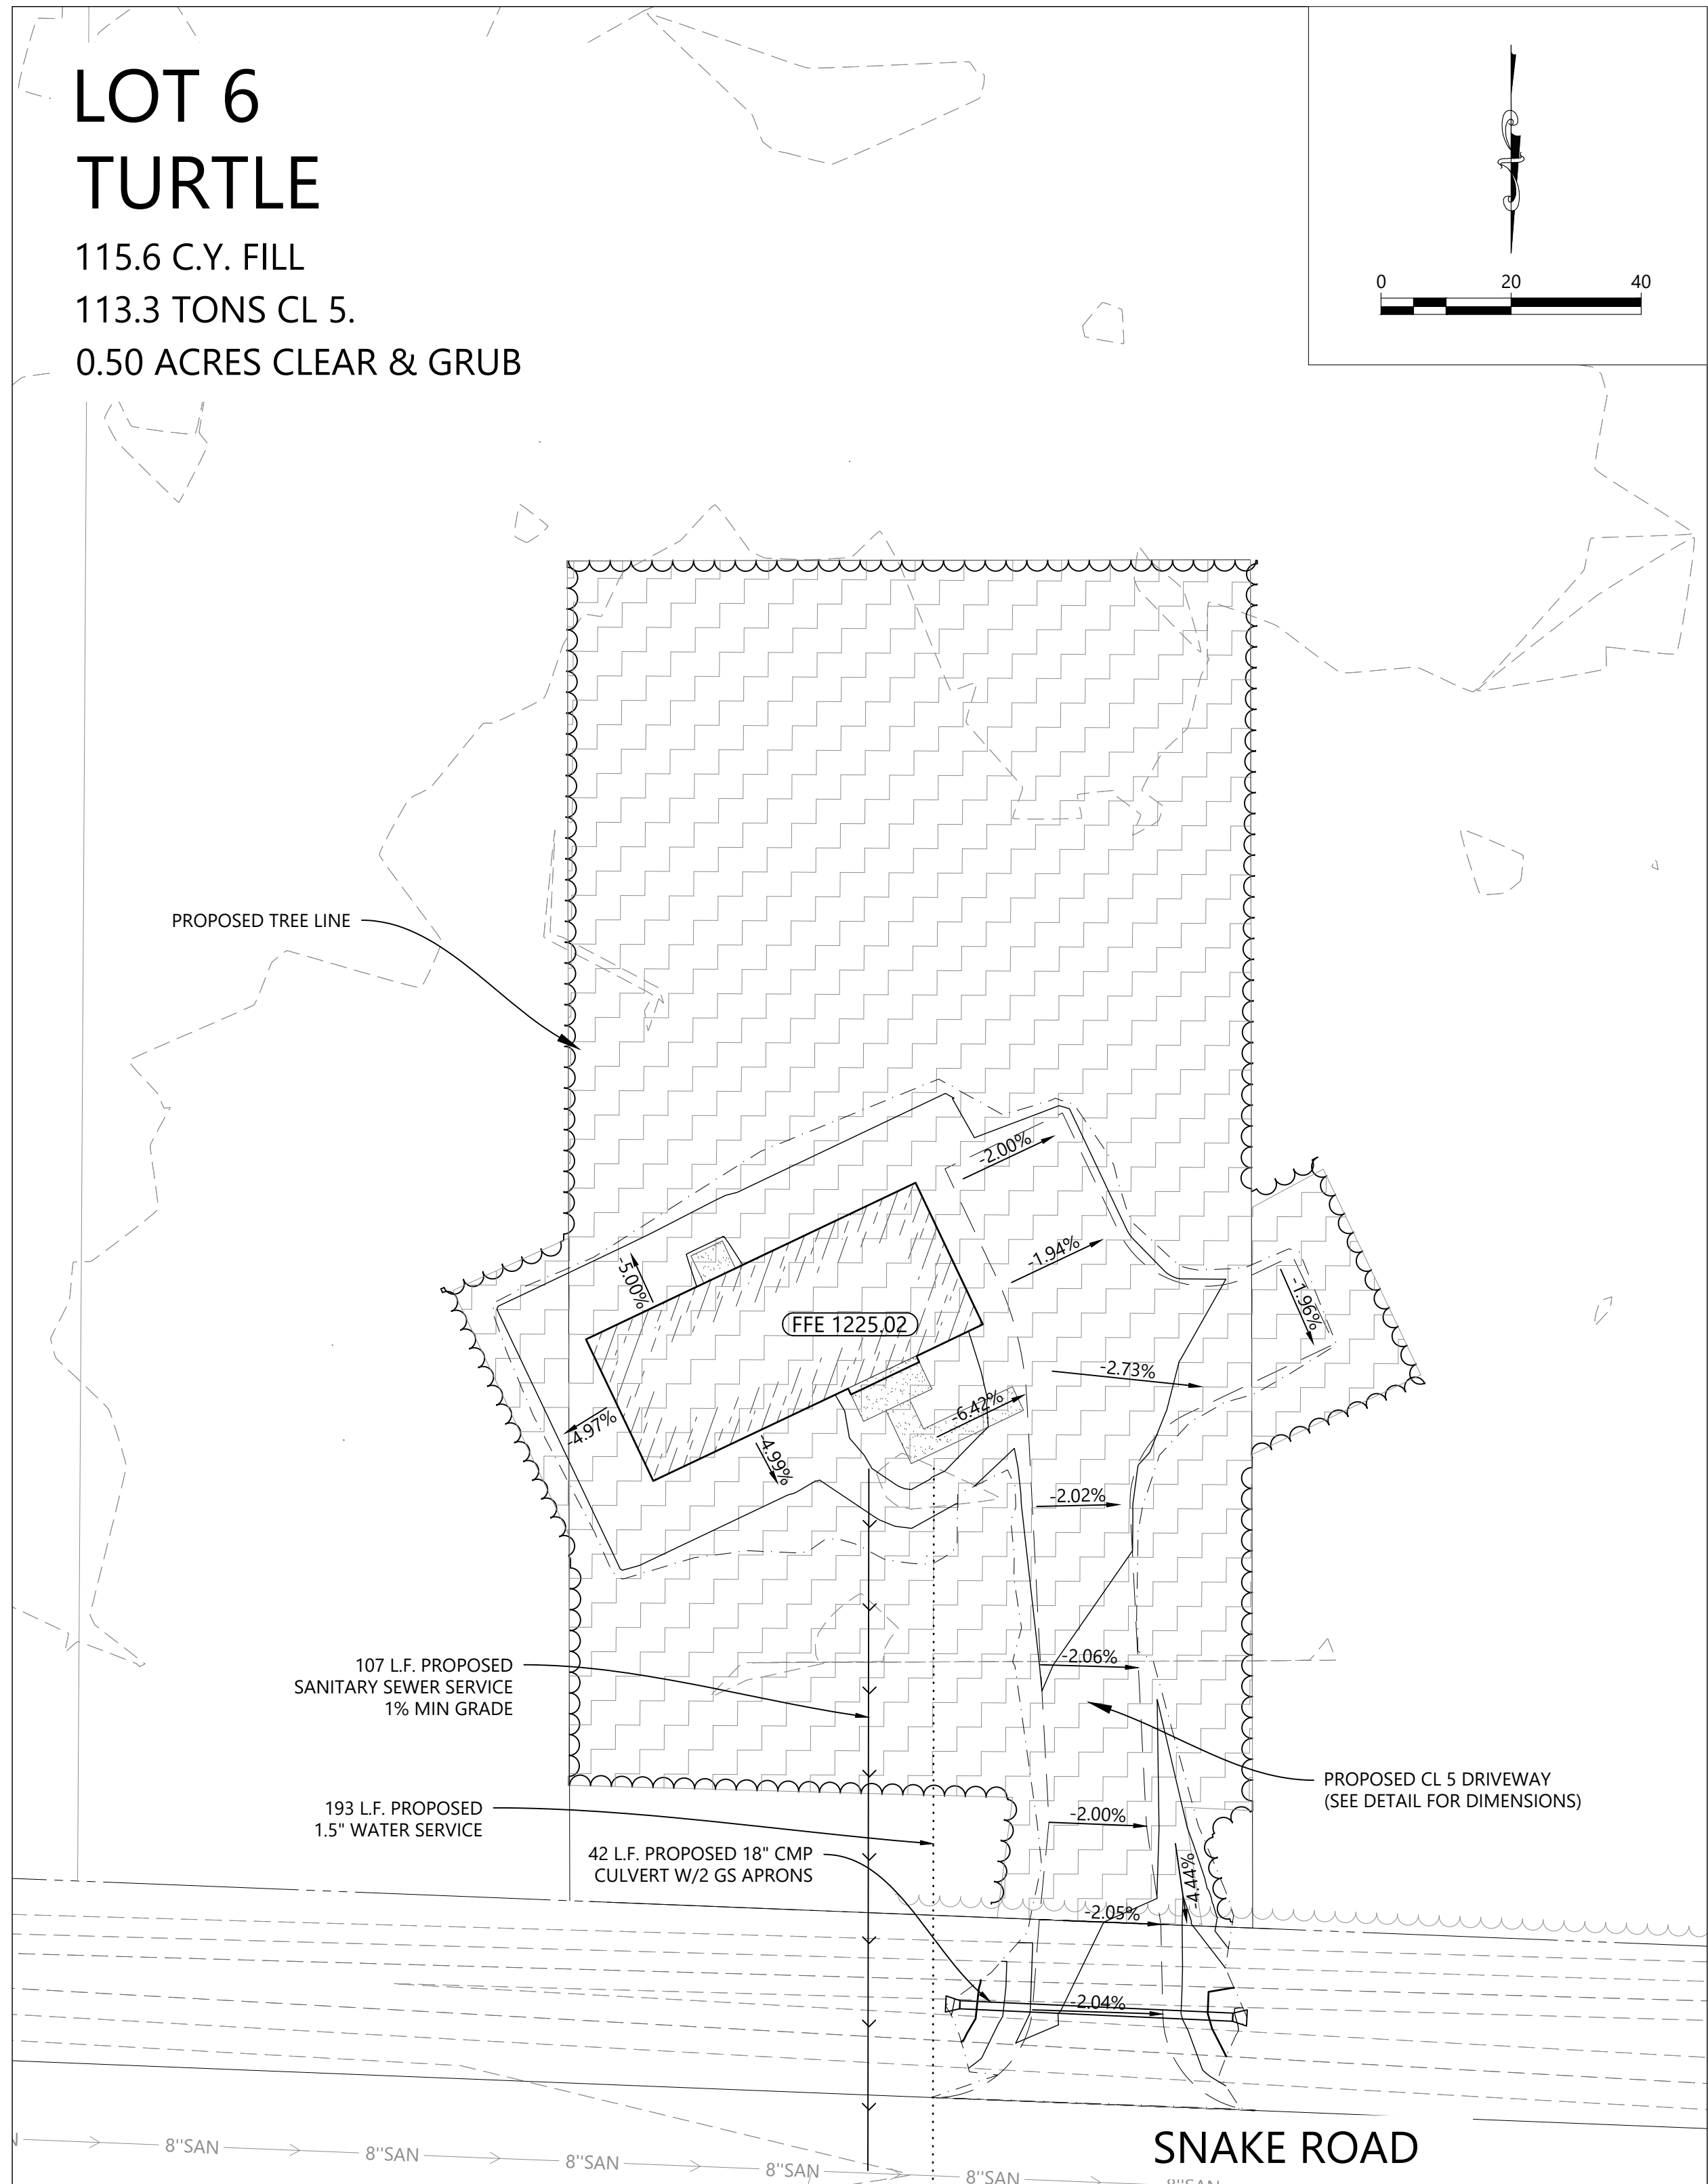 LOT 6
TURTLE
115.6 C.Y. FILL
113.3 TONS CL 5.
0.50 ACRES CLEAR & GRUB
0 20 40
PROPOSED TREE LINE
-2.00%
-1.94%
-5.00%
-1.96%
FFE 1225.02
-2.73%
-6.42%
-4.97%
-4.99%
-2.02%
-2.06%
107 L.F. PROPOSED
SANITARY SEWER SERVICE
1% MIN GRADE
PROPOSED CL 5 DRIVEWAY
(SEE DETAIL FOR DIMENSIONS)
193 L.F. PROPOSED
1.5" WATER SERVICE
-2.00%
42 L.F. PROPOSED 18" CMP
CULVERT W/2 GS APRONS
-4.44%
-2.05%
-2.04%
SNAKE ROAD
8"SAN 8"SAN 8"SAN 8"SAN 8"SAN